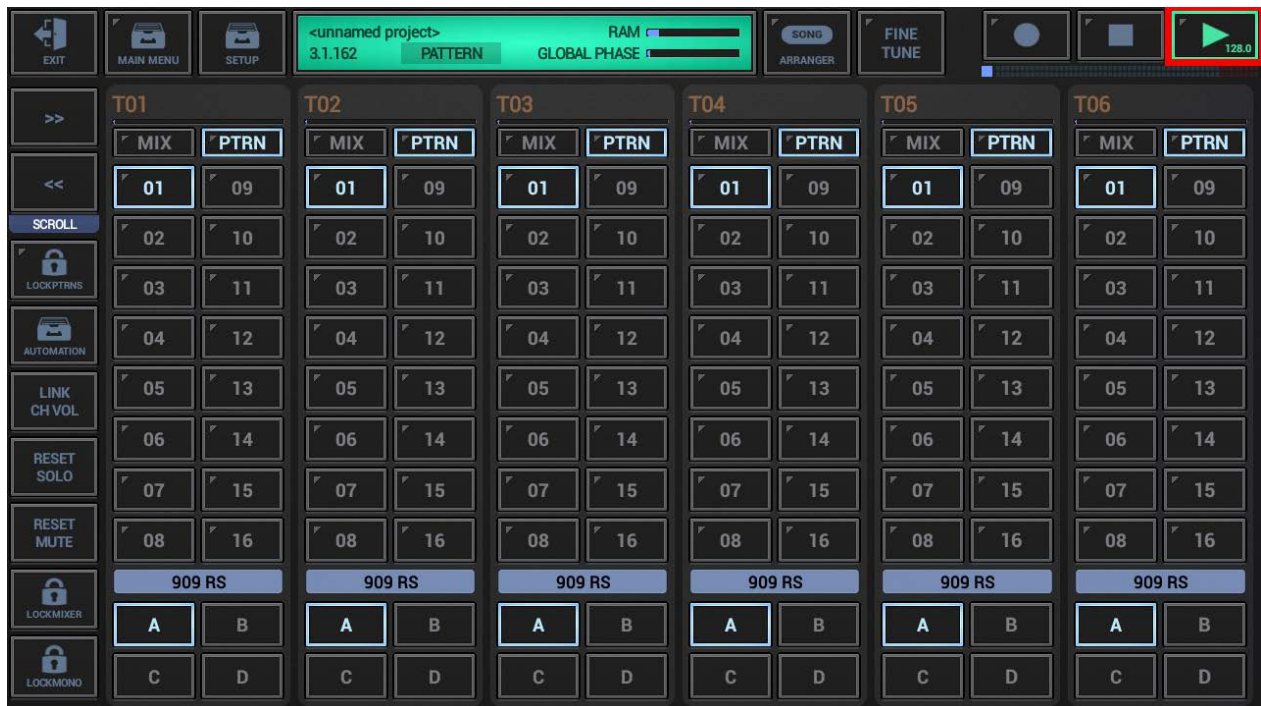 EXIT
MAIN MENU
SETUP
<unnamed project>
RAM
3.1.162 PATTERN GLOBAL PHASE
SONG
ARRANGER
FINE
TUNE
128.0
>>
<<
SCROLL
LOCKPTRNS
AUTOMATION
LINK
CH VOL
RESET
SOLO
RESET
MUTE
LOCKMIXER
LOCKMONO
T01 T02 T03 T04 T05 T06
MIX PTRN MIX PTRN MIX PTRN MIX PTRN MIX PTRN MIX PTRN
01 09 01 09 01 09 01 09 01 09 01 09
02 10 02 10 02 10 02 10 02 10 02 10
03 11 03 11 03 11 03 11 03 11 03 11
04 12 04 12 04 12 04 12 04 12 04 12
05 13 05 13 05 13 05 13 05 13 05 13
06 14 06 14 06 14 06 14 06 14 06 14
07 15 07 15 07 15 07 15 07 15 07 15
08 16 08 16 08 16 08 16 08 16 08 16
909 RS 909 RS 909 RS 909 RS 909 RS 909 RS
A B A B A B A B A B A B
C D C D C D C D C D C D